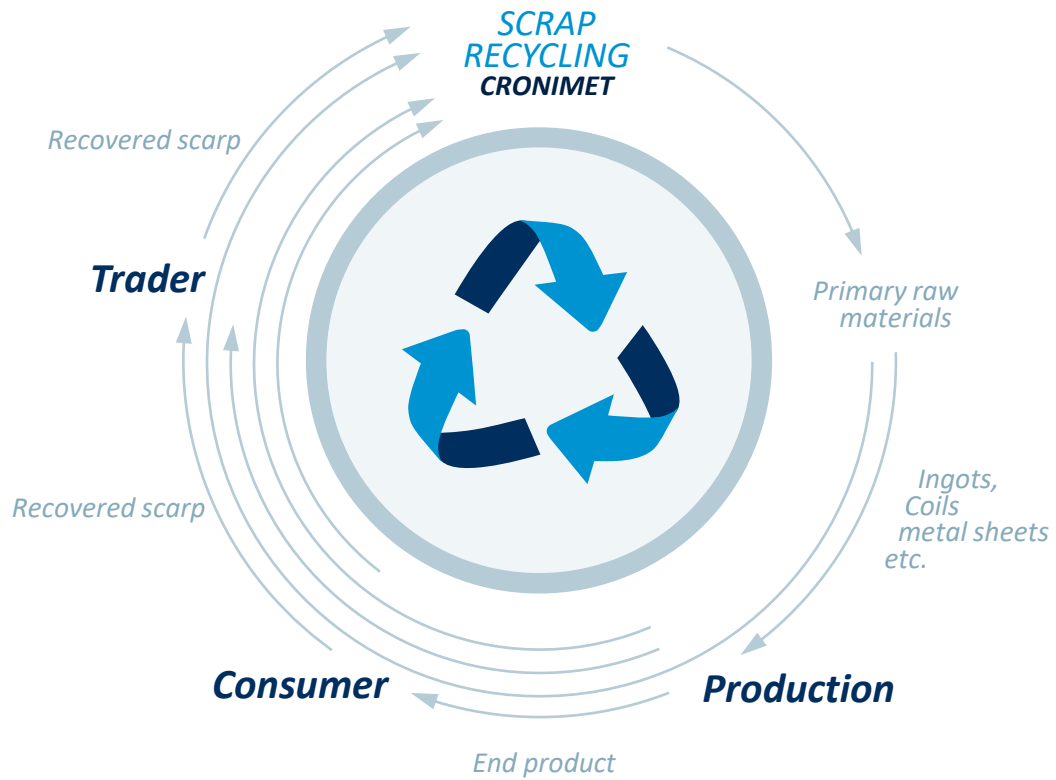 SCRAP
RECYCLING
CRONIMET
Recovered scarp
Trader
Primary raw
materials
Ingots,
Coils
metal sheets
etc.
Recovered scarp
Consumer
Production
End product